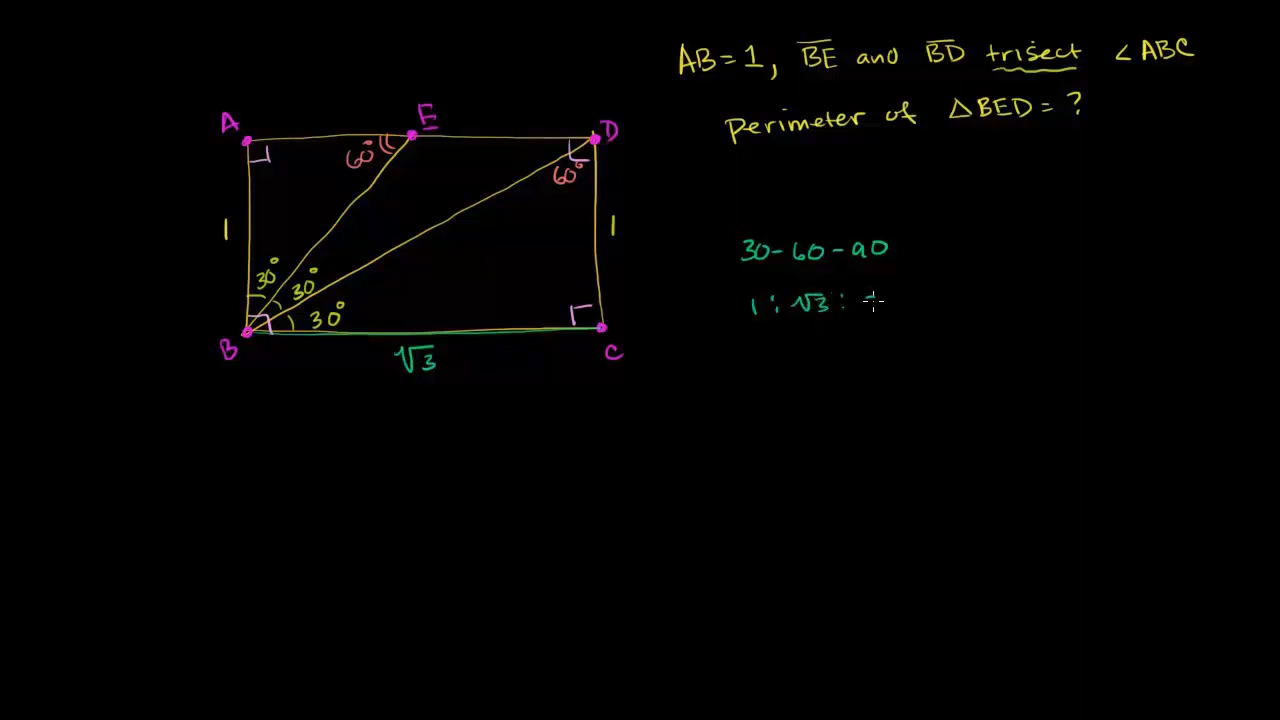 AB=1, BE and BD trisect ∠ABC
Perimeter of △BED=?
A
E
D
60°
60°
1
1
30°
30°
30°
B
√3
C
30-60-90
1 : √3 :